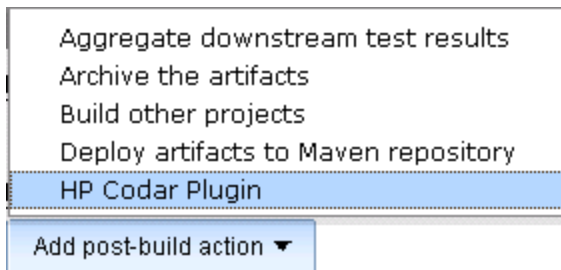 Aggregate downstream test results
Archive the artifacts
Build other projects
Deploy artifacts to Maven repository
HP Codar Plugin
Add post-build action